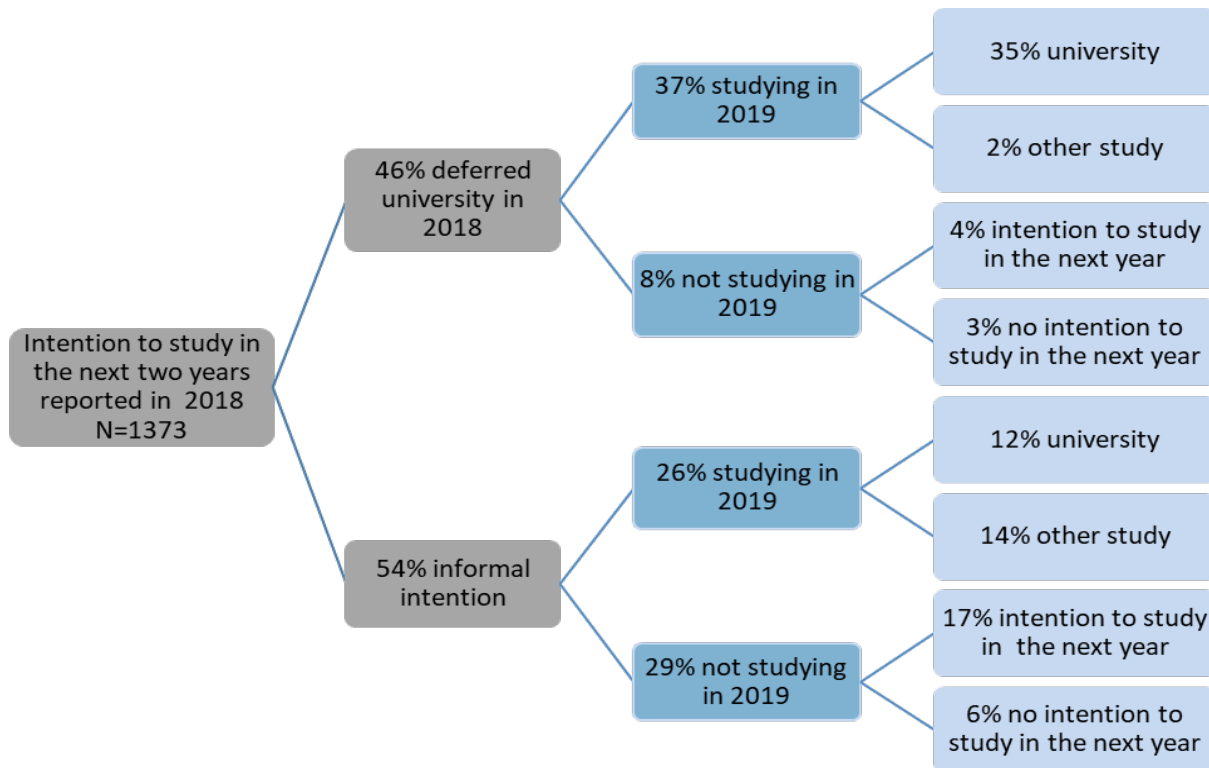 Intention to study in
the next two years
reported in 2018
N=1373
46% deferred
university in
2018
54% informal
intention
37% studying in
2019
8% not studying in
2019
26% studying in
2019
29% not studying
in 2019
35% university
2% other study
4% intention to study
in the next year
3% no intention to
study in the next year
12% university
14% other study
17% intention to study
in the next year
6% no intention to
study in the next year